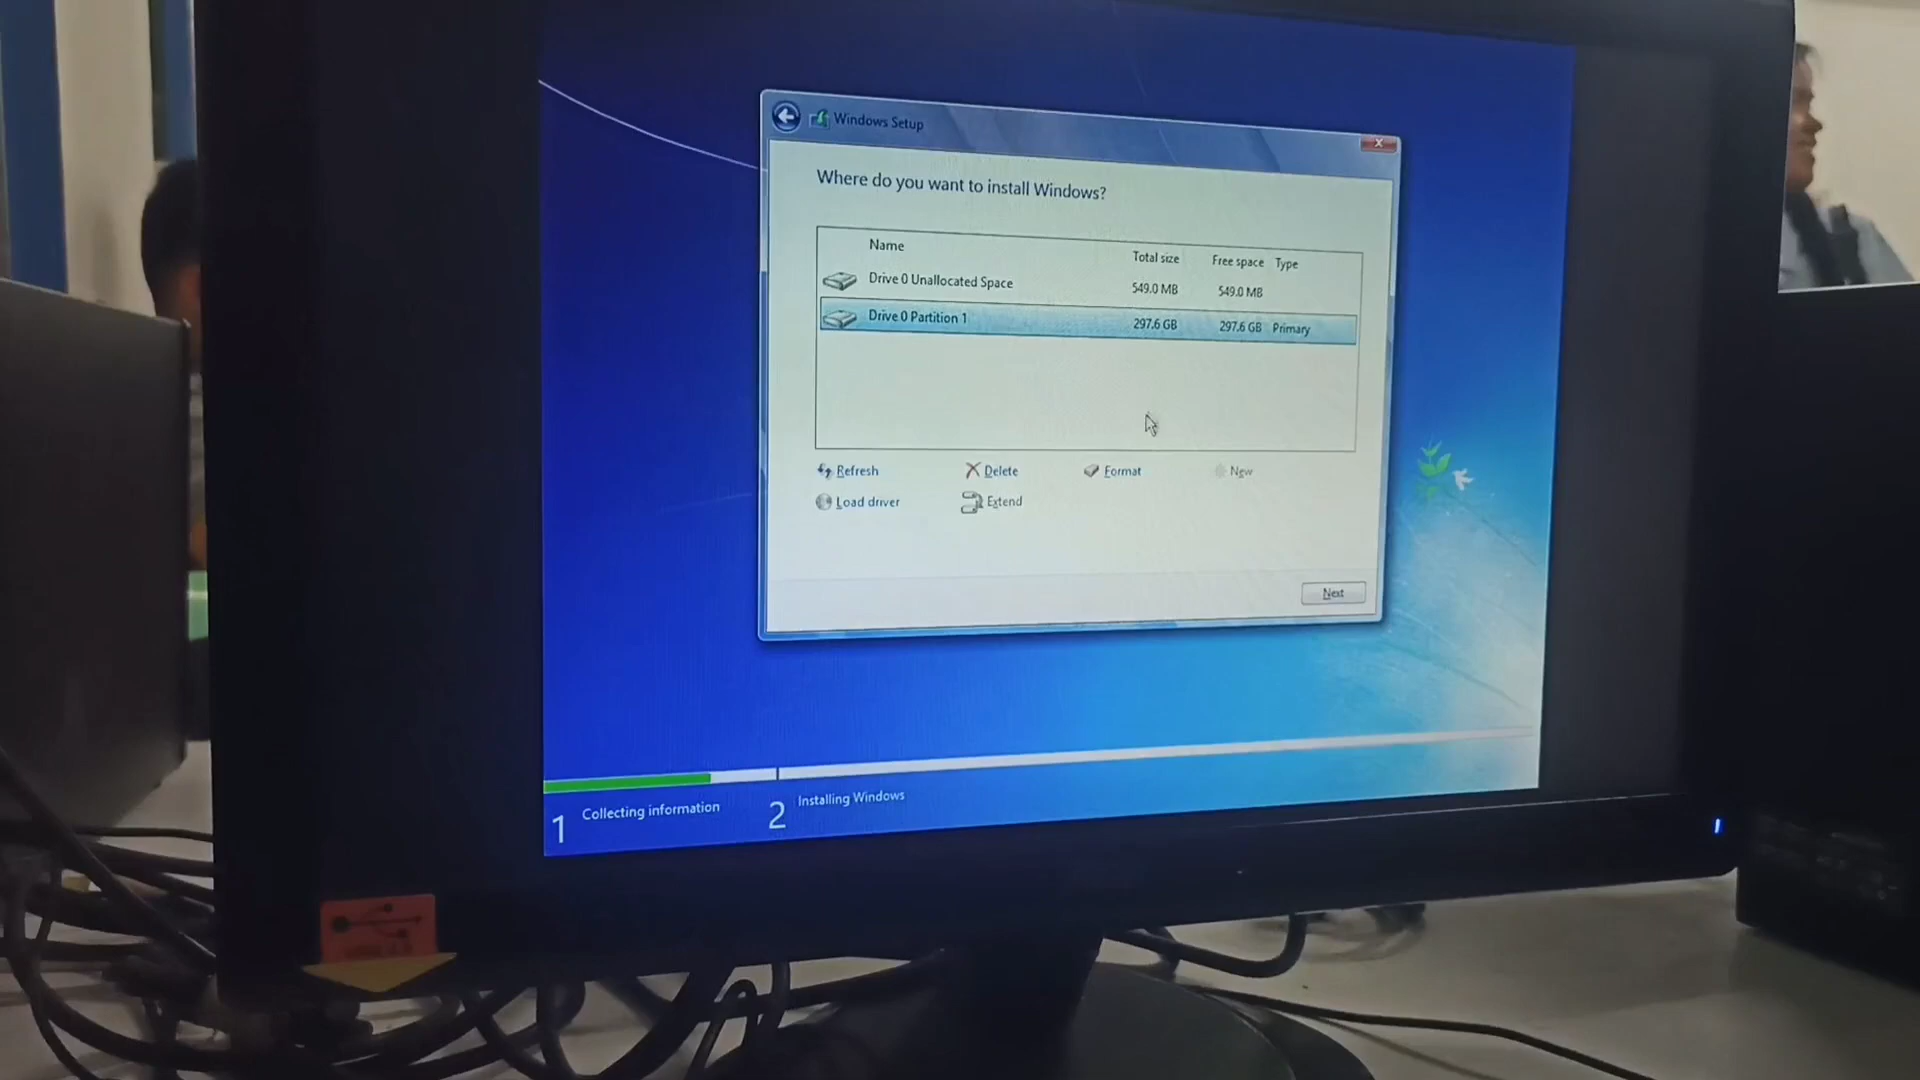 Windows Setup
Where do you want to install Windows?
Name Total size Free space Type
Drive 0 Unallocated Space 549.0 MB 549.0 MB
Drive 0 Partition 1 297.6 GB 297.6 GB Primary
Refresh Delete Format New
Load driver Extend
Next
1 Collecting information 2 Installing Windows